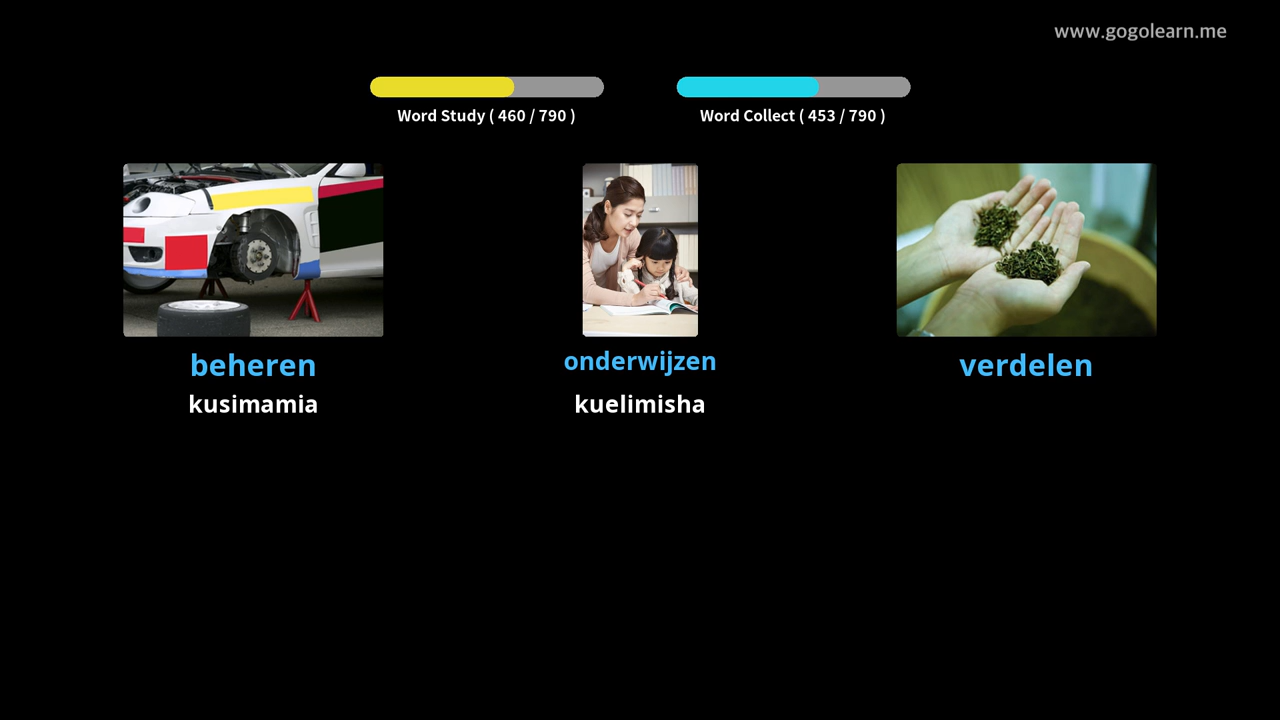 www.gogolearn.me
Word Study ( 460 / 790 )
Word Collect ( 453 / 790 )
beheren
kusimamia
onderwijzen
kuelimisha
verdelen